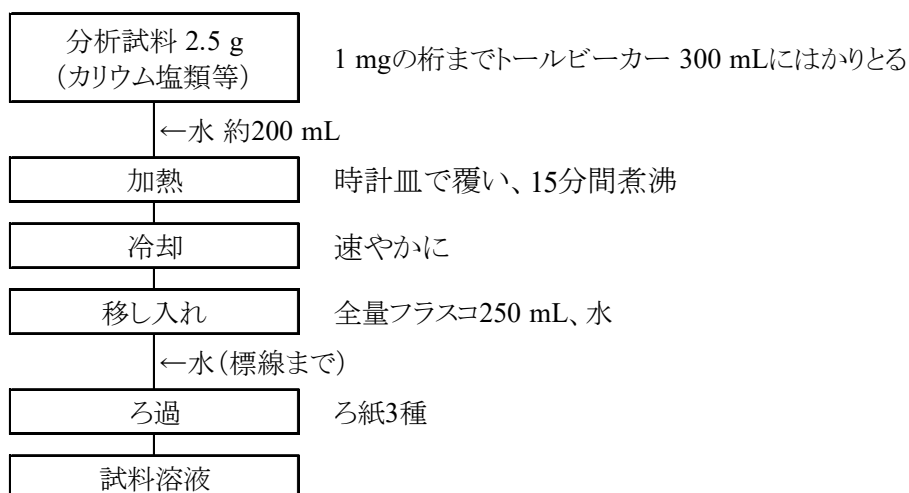 分析試料 2.5 g
(カリウム塩類等)
1 mgの桁までトールビーカー 300 mLにはかりとる
←水 約200 mL
加熱
時計皿で覆い、15分間煮沸
冷却
速やかに
移し入れ
全量フラスコ250 mL、水
←水(標線まで)
ろ過
ろ紙3種
試料溶液